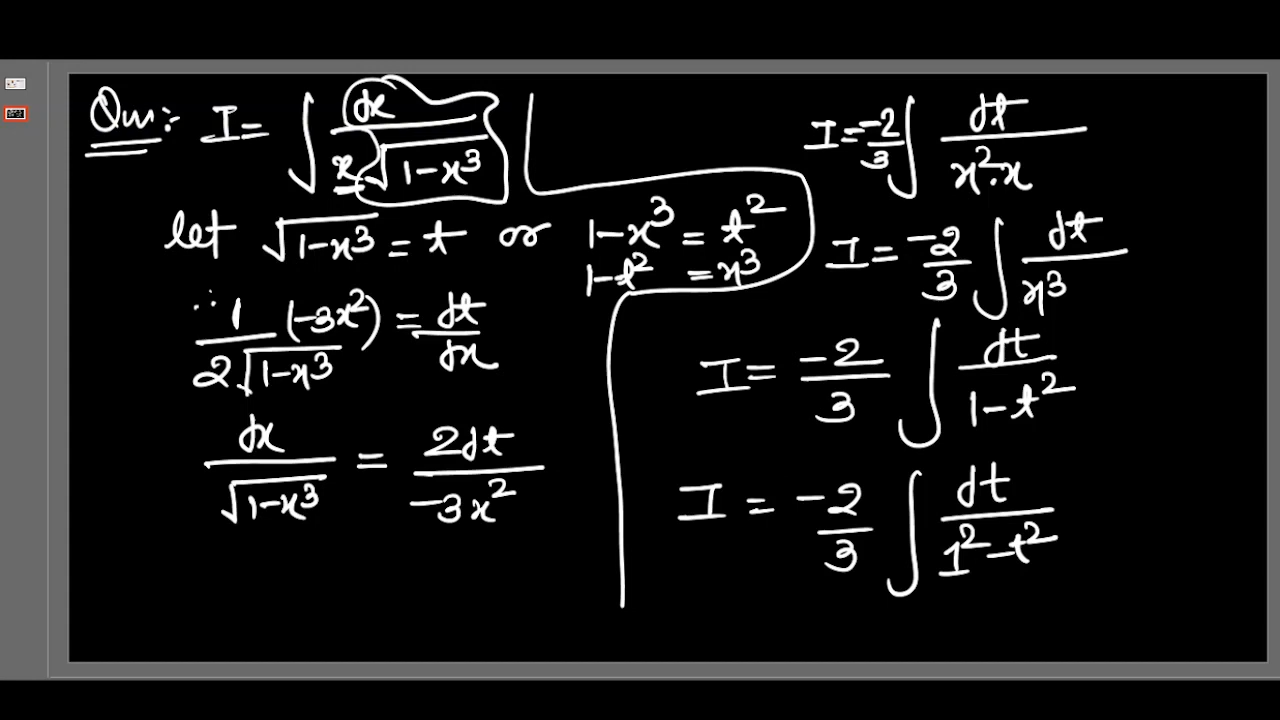 Qu:- I = ∫ dx / (x √(1-x³))
let √(1-x³) = t or 1-x³ = t²
1-t² = x³
∴ 1 / (2√(1-x³)) (-3x²) = dt/dx
dx / √(1-x³) = 2dt / (-3x²)
I = -2/3 ∫ dt / (x²·x)
I = -2/3 ∫ dt / x³
I = -2/3 ∫ dt / (1-t²)
I = -2/3 ∫ dt / (1²-t²)